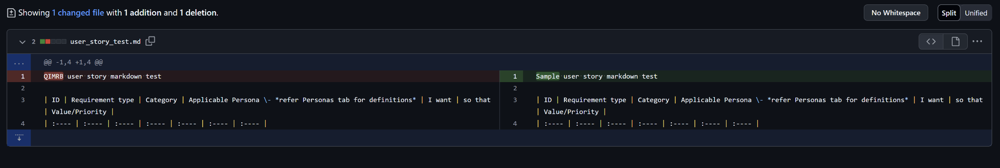 Showing 1 changed file with 1 addition and 1 deletion.
No Whitespace
Split
Unified
2
user_story_test.md
@@ -1,4 +1,4 @@
1 QIMRB user story markdown test
2
3 | ID | Requirement type | Category | Applicable Persona \- *refer Personas tab for definitions* | I want | so that
| Value/Priority |
4 | :---- | :---- | :---- | :---- | :---- | :---- | :---- |
1 Sample user story markdown test
2
3 | ID | Requirement type | Category | Applicable Persona \- *refer Personas tab for definitions* | I want | so that
| Value/Priority |
4 | :---- | :---- | :---- | :---- | :---- | :---- | :---- |